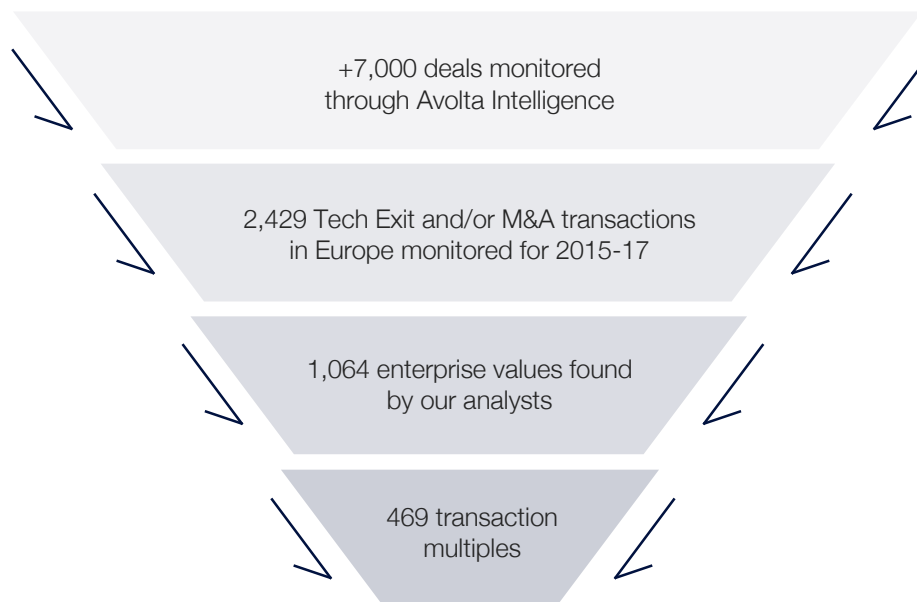 +7,000 deals monitored
through Avolta Intelligence
2,429 Tech Exit and/or M&A transactions
in Europe monitored for 2015-17
1,064 enterprise values found
by our analysts
469 transaction
multiples